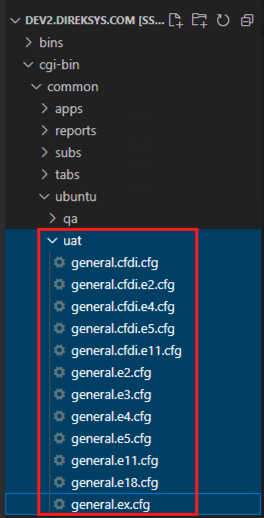 DEV2.DIREKSYS.COM [SS...
bins
cgi-bin
common
apps
reports
subs
tabs
ubuntu
qa
uat
general.cfdi.cfg
general.cfdi.e2.cfg
general.cfdi.e4.cfg
general.cfdi.e5.cfg
general.cfdi.e11.cfg
general.e2.cfg
general.e3.cfg
general.e4.cfg
general.e5.cfg
general.e11.cfg
general.e18.cfg
general.ex.cfg